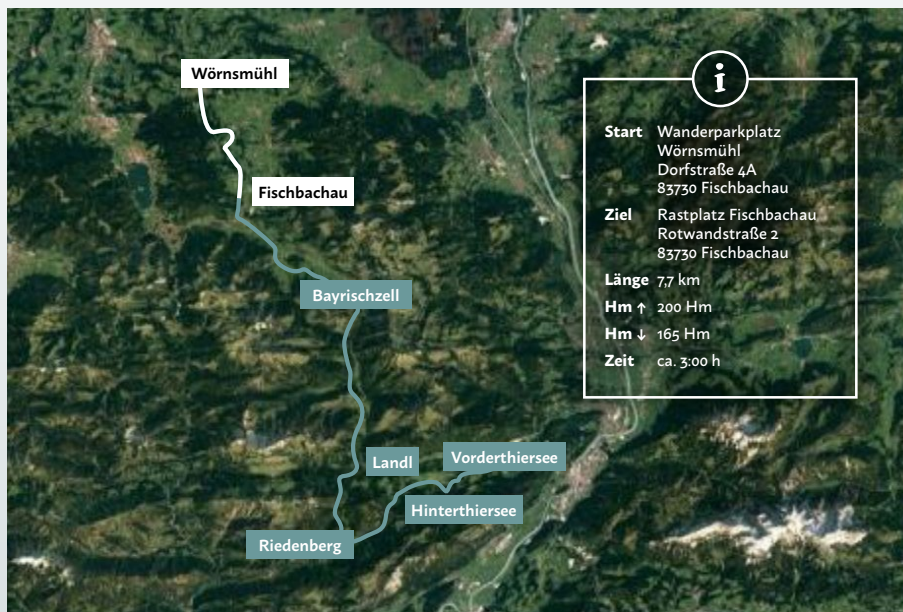 Wörnsmühl
Fischbachau
Bayrischzell
Landl
Vorderthiersee
Hinterthiersee
Riedenberg
i
Start Wanderparkplatz
Wörnsmühl
Dorfstraße 4A
83730 Fischbachau
Ziel Rastplatz Fischbachau
Rotwandstraße 2
83730 Fischbachau
Länge 7,7 km
Hm ↑ 200 Hm
Hm ↓ 165 Hm
Zeit ca. 3:00 h